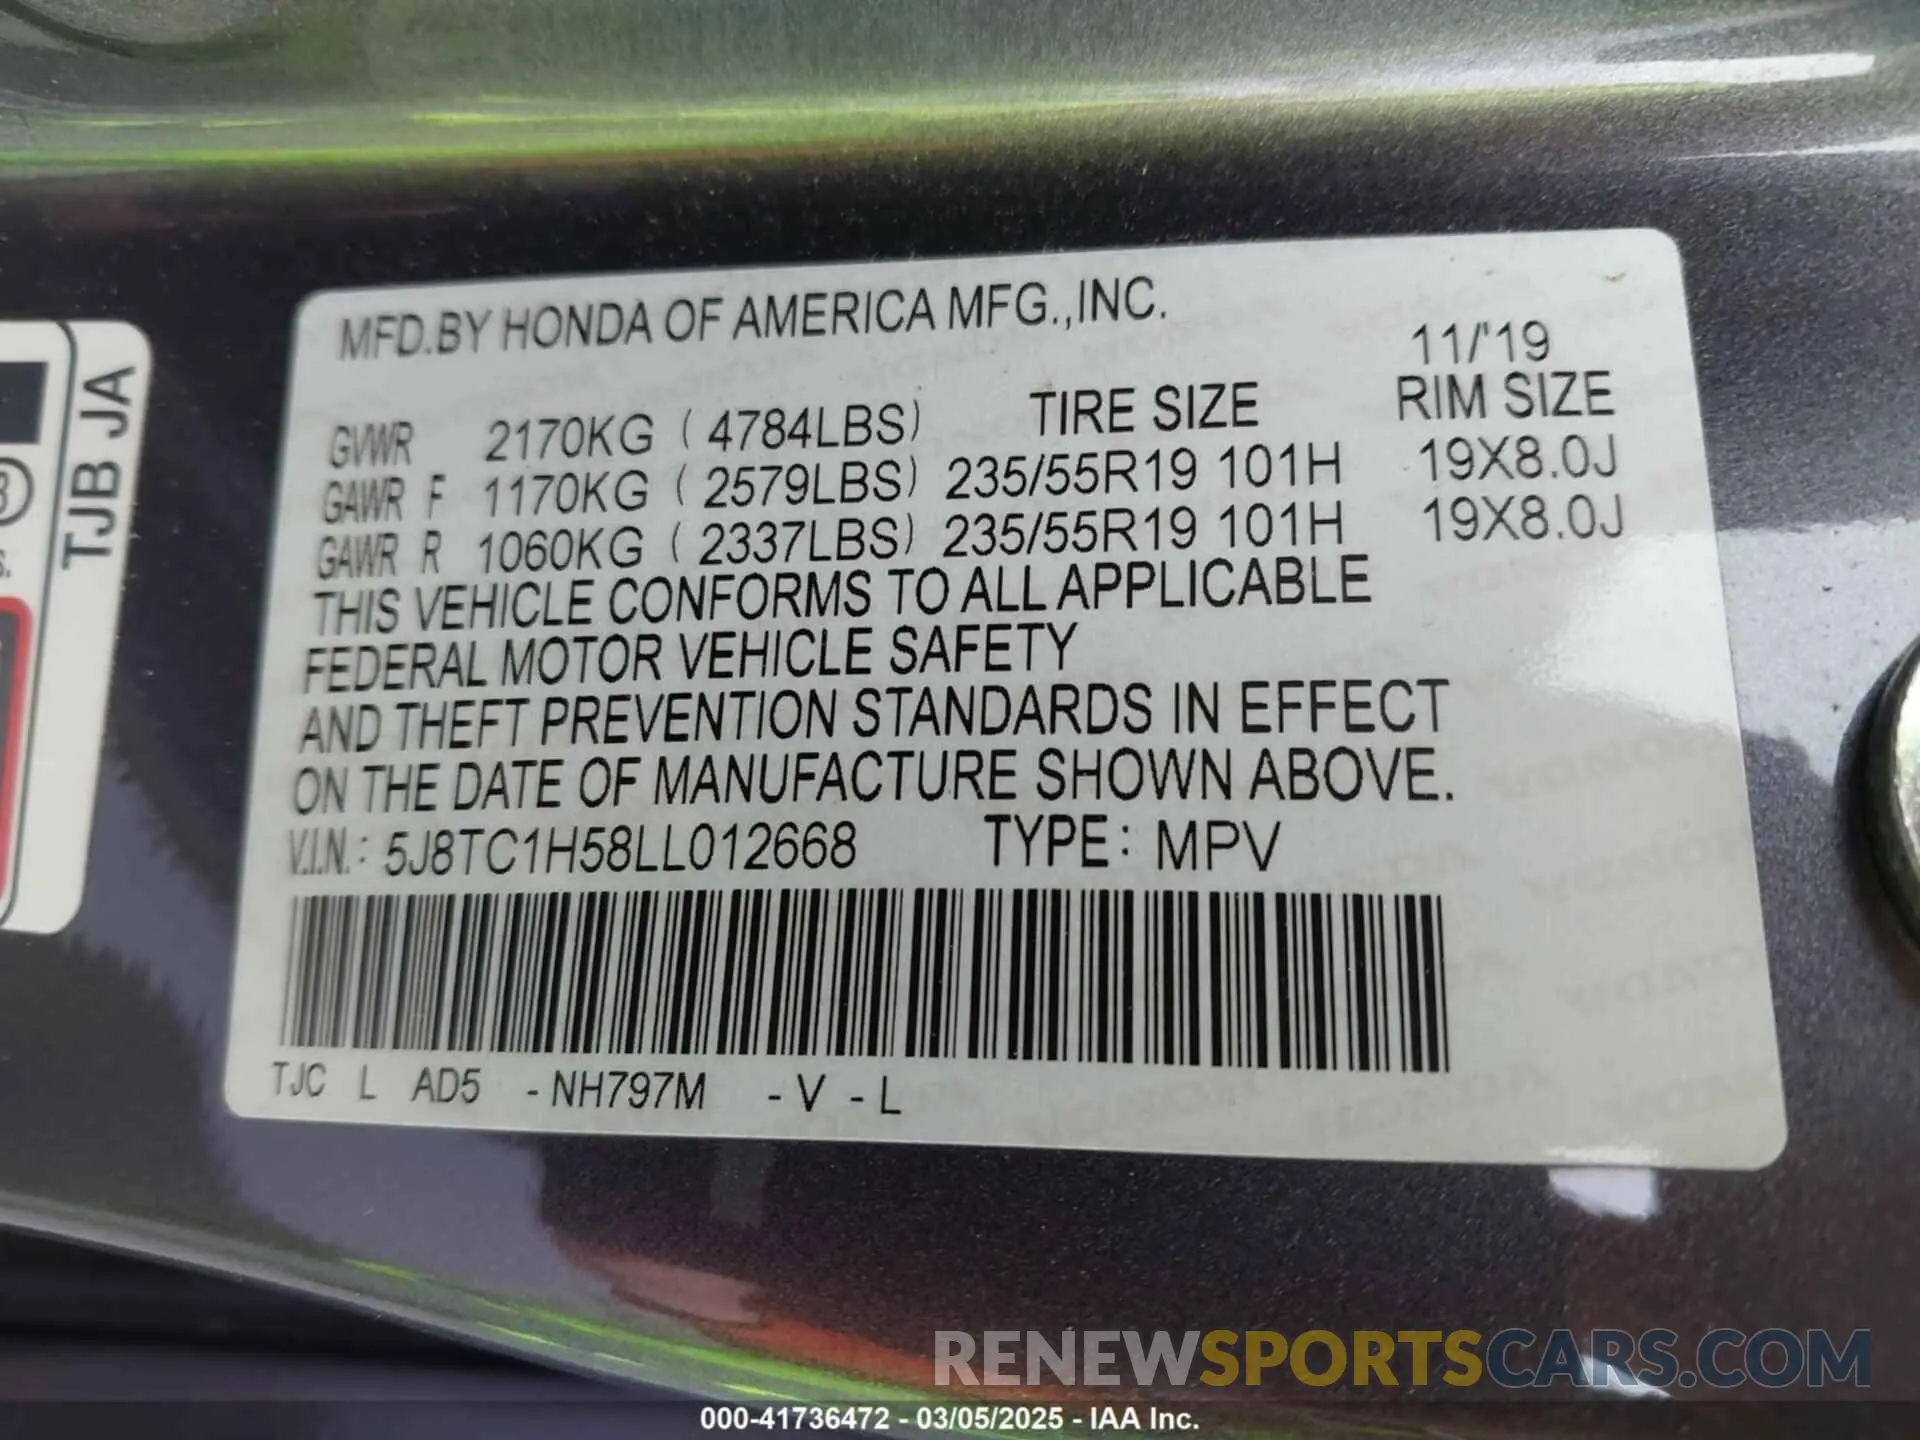 MFD.BY HONDA OF AMERICA MFG.,INC.
11/'19
GVWR 2170KG (4784LBS) TIRE SIZE RIM SIZE
GAWR F 1170KG (2579LBS) 235/55R19 101H 19X8.0J
GAWR R 1060KG (2337LBS) 235/55R19 101H 19X8.0J
THIS VEHICLE CONFORMS TO ALL APPLICABLE
FEDERAL MOTOR VEHICLE SAFETY
AND THEFT PREVENTION STANDARDS IN EFFECT
ON THE DATE OF MANUFACTURE SHOWN ABOVE.
V.I.N.: 5J8TC1H58LL012668 TYPE: MPV
TJC L AD5 -NH797M -V-L
TJB JA
RENEWSPORTSCARS.COM
000-41736472 - 03/05/2025 - IAA Inc.